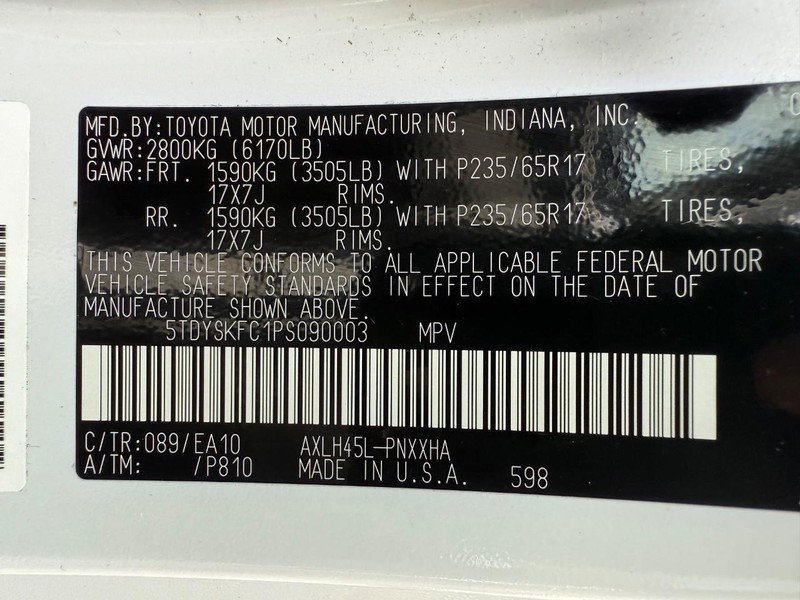 MFD.BY:TOYOTA MOTOR MANUFACTURING, INDIANA, INC.
GVWR:2800KG (6170LB)
GAWR:FRT. 1590KG (3505LB) WITH P235/65R17 TIRES,
17X7J RIMS.
RR. 1590KG (3505LB) WITH P235/65R17 TIRES,
17X7J RIMS.
THIS VEHICLE CONFORMS TO ALL APPLICABLE FEDERAL MOTOR
VEHICLE SAFETY STANDARDS IN EFFECT ON THE DATE OF
MANUFACTURE SHOWN ABOVE.
5TDYSKFC1PS090003 MPV
C/TR:089/EA10 AXLH45L-PNXXHA
A/TM: /P810 MADE IN U.S.A. 598